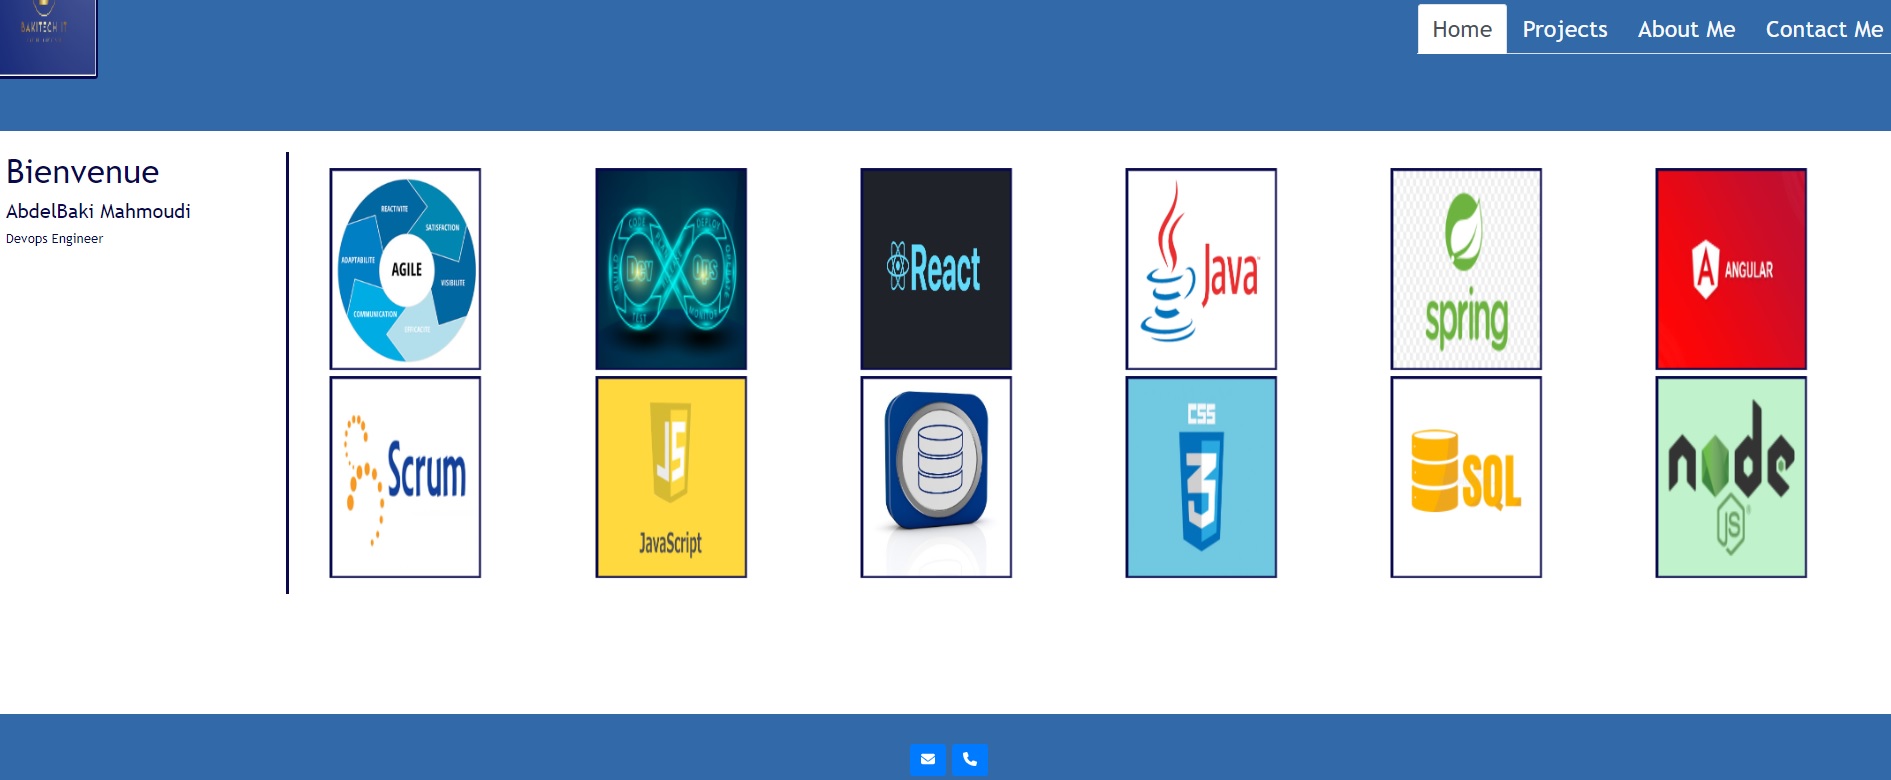 BAKITECH IT
Home
Projects
About Me
Contact Me
Bienvenue
AbdelBaki Mahmoudi
Devops Engineer
REACTIVITE
SATISFACTION
ADAPTABILITE
AGILE
VISIBILITE
COMMUNICATION
EFFICACITE
CODE
DEPLOY
Dev
Ops
OPERATE
BUILD
TEST
MONITOR
React
Java
spring
ANGULAR
Scrum
JS
JavaScript
CSS
3
SQL
node
JS